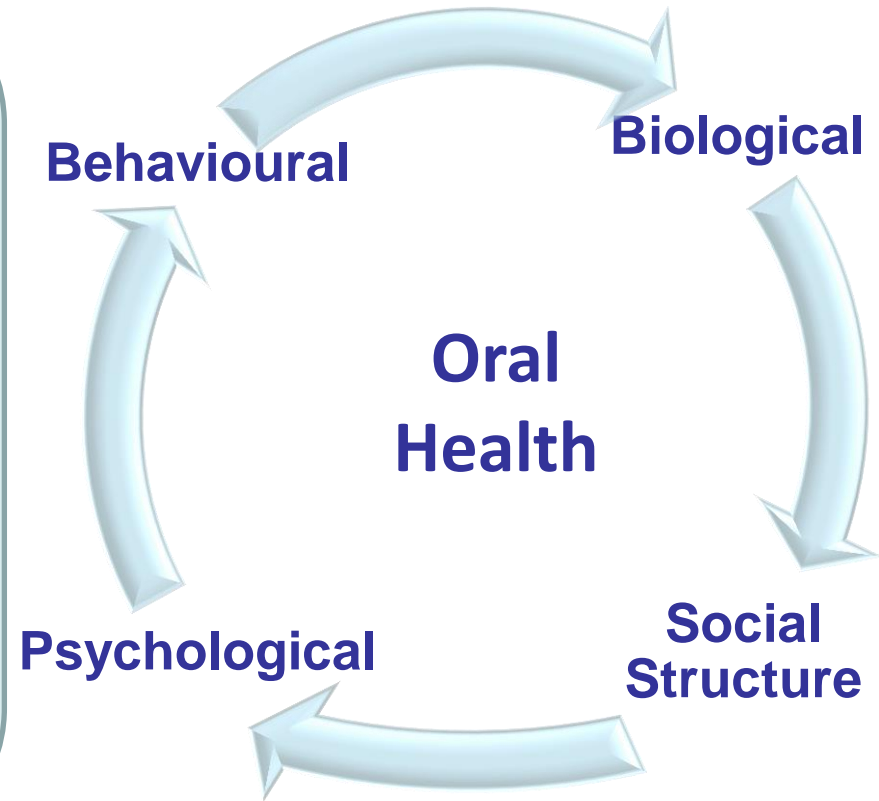 Behavioural
Biological
Oral
Health
Psychological
Social
Structure